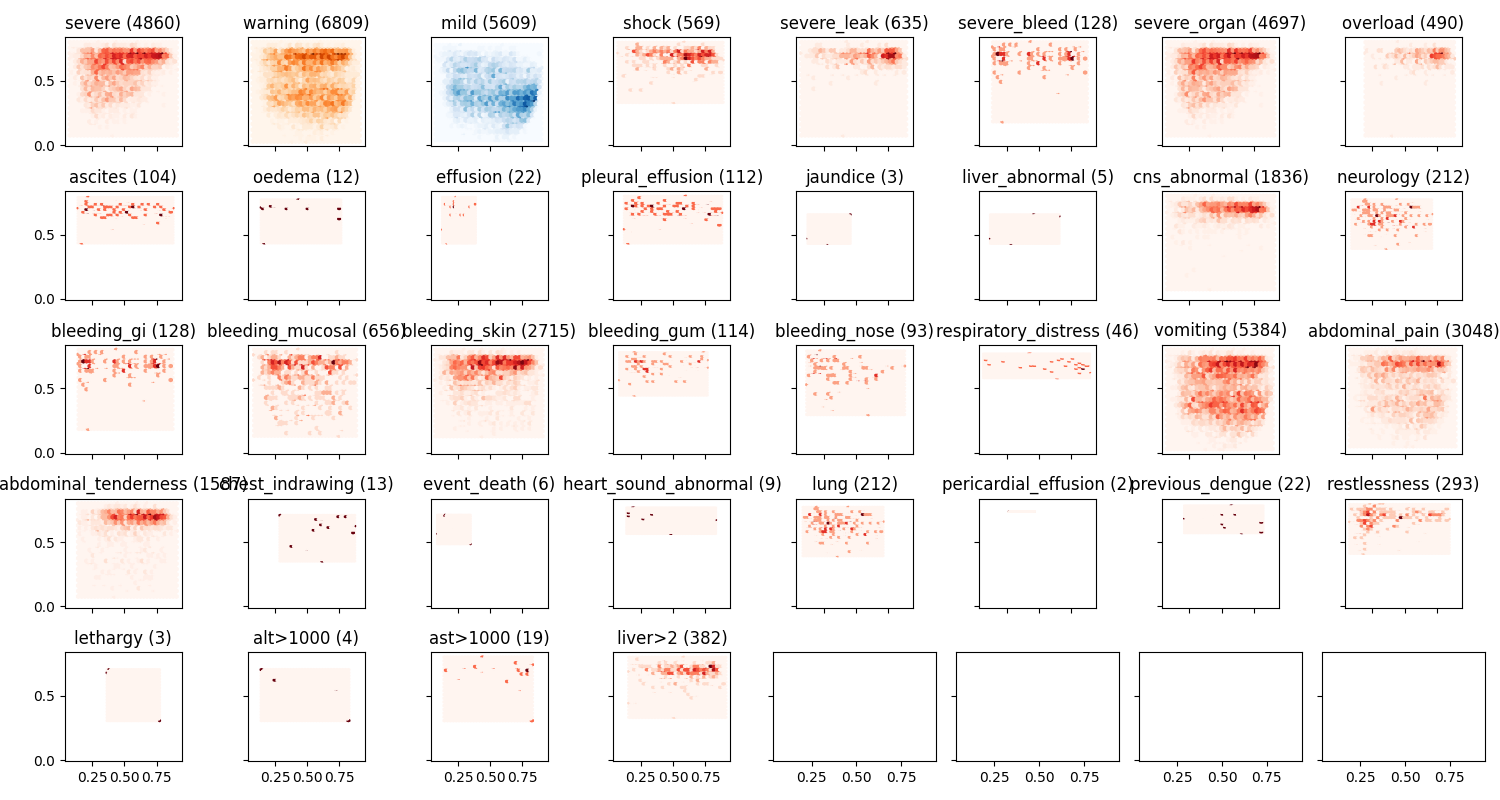 severe (4860) warning (6809) mild (5609) shock (569) severe_leak (635) severe_bleed (128) severe_organ (4697) overload (490)
0.5
0.0
ascites (104) oedema (12) effusion (22) pleural_effusion (112) jaundice (3) liver_abnormal (5) cns_abnormal (1836) neurology (212)
0.5
0.0
bleeding_gi (128) bleeding_mucosal (656) bleeding_skin (2715) bleeding_gum (114) bleeding_nose (93) respiratory_distress (46) vomiting (5384) abdominal_pain (3048)
0.5
0.0
abdominal_tenderness (1587) chest_indrawing (13) event_death (6) heart_sound_abnormal (9) lung (212) pericardial_effusion (2) previous_dengue (22) restlessness (293)
0.5
0.0
lethargy (3) alt>1000 (4) ast>1000 (19) liver>2 (382)
0.5
0.0
0.25 0.50 0.75 0.25 0.50 0.75 0.25 0.50 0.75 0.25 0.50 0.75 0.25 0.50 0.75 0.25 0.50 0.75 0.25 0.50 0.75 0.25 0.50 0.75